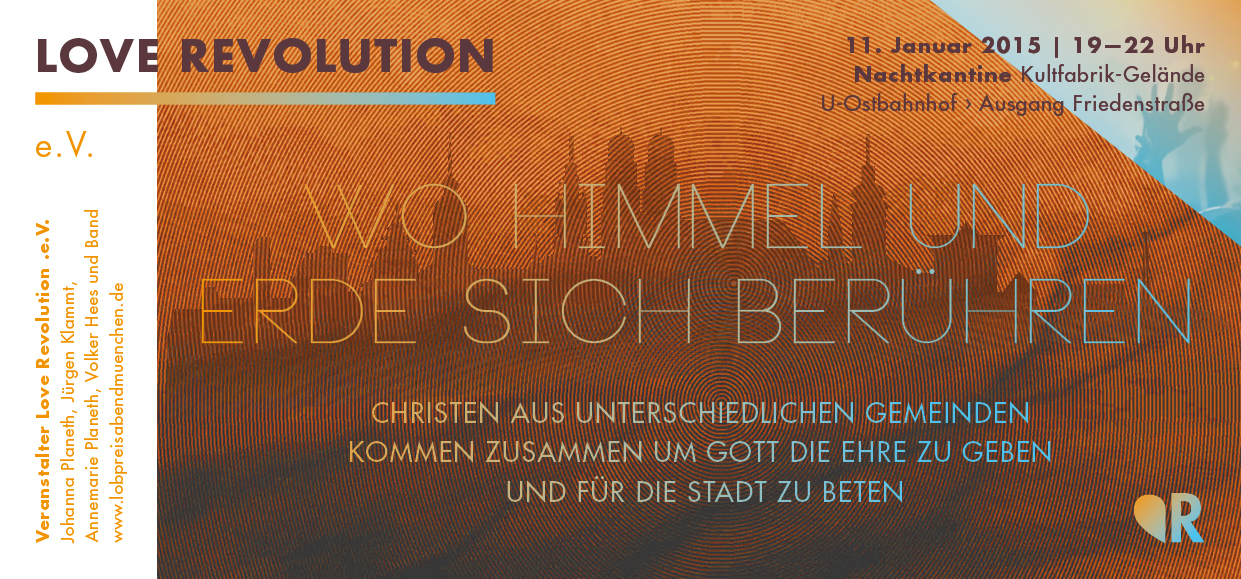 LOVE REVOLUTION
e.V.
11. Januar 2015 | 19–22 Uhr
Nachtkantine Kultfabrik-Gelände
U-Ostbahnhof › Ausgang Friedenstraße
WO HIMMEL UND
ERDE SICH BERÜHREN
CHRISTEN AUS UNTERSCHIEDLICHEN GEMEINDEN
KOMMEN ZUSAMMEN UM GOTT DIE EHRE ZU GEBEN
UND FÜR DIE STADT ZU BETEN
Veranstalter Love Revolution .e.V.
Johanna Planeth, Jürgen Klammt,
Annemarie Planeth, Volker Hees und Band
www.lobpreisabendmuenchen.de
R